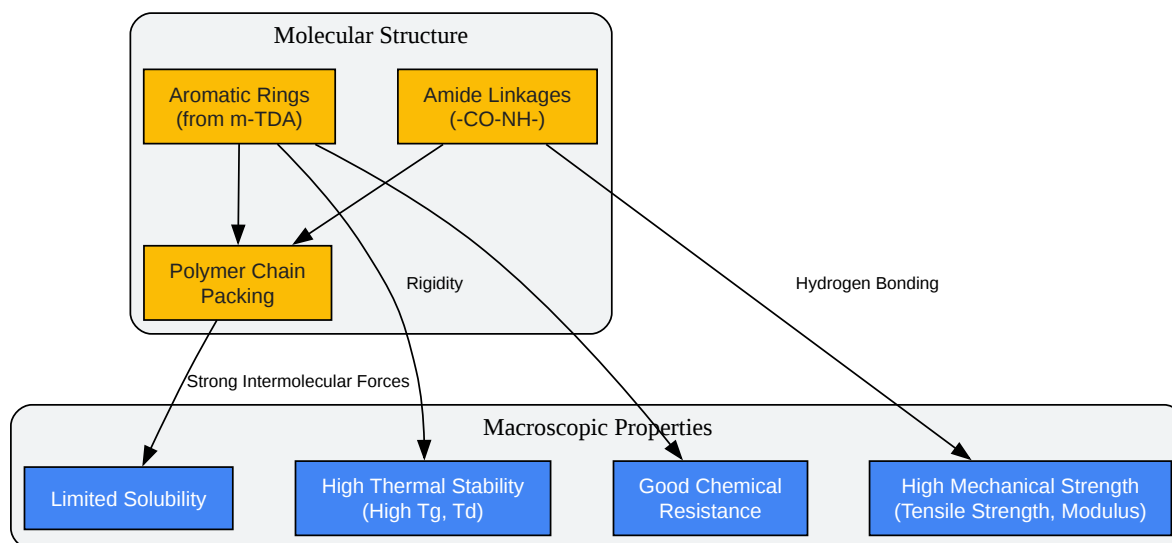 Molecular Structure
Aromatic Rings
(from m-TDA)
Amide Linkages
(-CO-NH-)
Polymer Chain
Packing
Rigidity
Hydrogen Bonding
Strong Intermolecular Forces
Macroscopic Properties
Limited Solubility
High Thermal Stability
(High Tg, Td)
Good Chemical
Resistance
High Mechanical Strength
(Tensile Strength, Modulus)